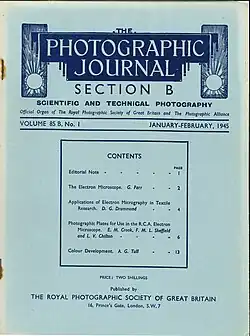 THE
PHOTOGRAPHIC
JOURNAL
SECTION B
SCIENTIFIC AND TECHNICAL PHOTOGRAPHY
Official Organ of The Royal Photographic Society of Great Britain and The Photographic Alliance
VOLUME 85 B, No. 1 JANUARY-FEBRUARY, 1945
CONTENTS
PAGE
Editorial Note - - - - - 1
The Electron Microscope. G. Parr - - 2
Applications of Electron Micrography in Textile
Research. D. G. Drummond - - - 4
Photographic Plates for Use in the R.C.A. Electron
Microscope. E. M. Crook, F. M. L. Sheffield
and L. V. Chilton - - - - 6
Colour Development. A. G. Tull - - 13
PRICE : TWO SHILLINGS
Published by
THE ROYAL PHOTOGRAPHIC SOCIETY OF GREAT BRITAIN
16, Prince's Gate, London, S.W.7